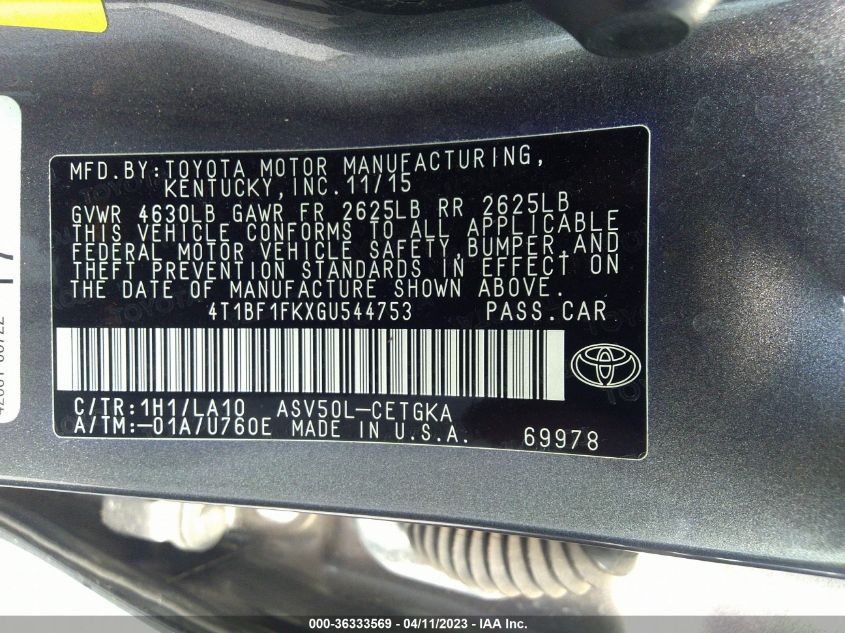 MFD.BY:TOYOTA MOTOR MANUFACTURING,
KENTUCKY,INC.11/15
GVWR 4630LB GAWR FR 2625LB RR 2625LB
THIS VEHICLE CONFORMS TO ALL APPLICABLE
FEDERAL MOTOR VEHICLE SAFETY,BUMPER,AND
THEFT PREVENTION STANDARDS IN EFFECT ON
THE DATE OF MANUFACTURE SHOWN ABOVE.
4T1BF1FKXGU544753 PASS.CAR
C/TR:1H1/LA10 ASV50L-CETGKA
A/TM:-01A/U760E MADE IN U.S.A. 69978
000-36333569 - 04/11/2023 - IAA Inc.